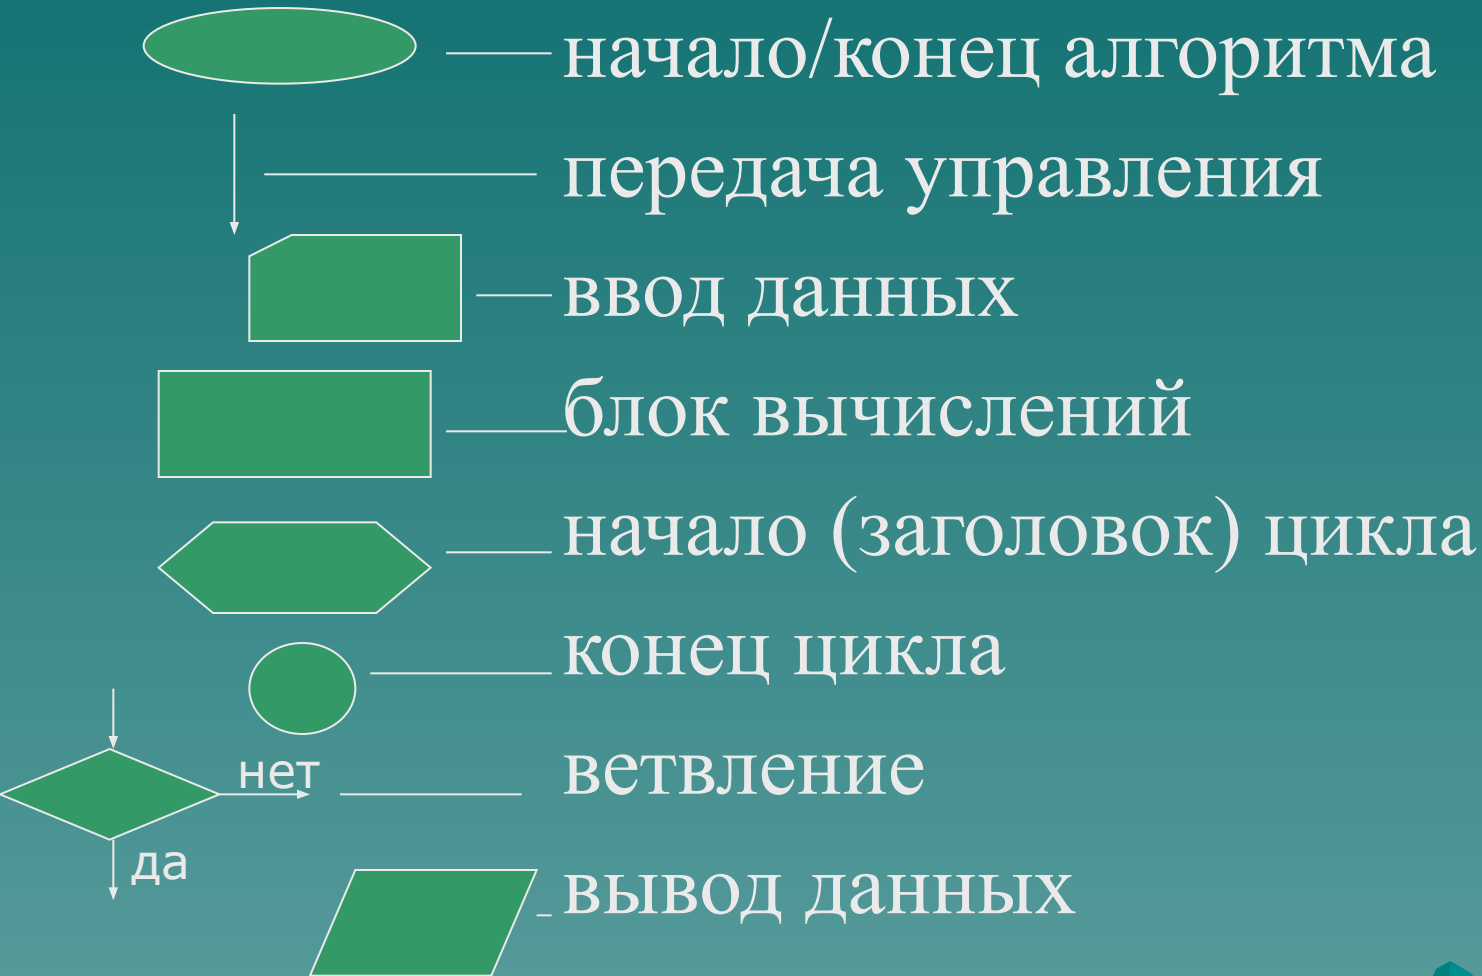 начало/конец алгоритма
передача управления
ввод данных
блок вычислений
начало (заголовок) цикла
конец цикла
нет
ветвление
да
вывод данных